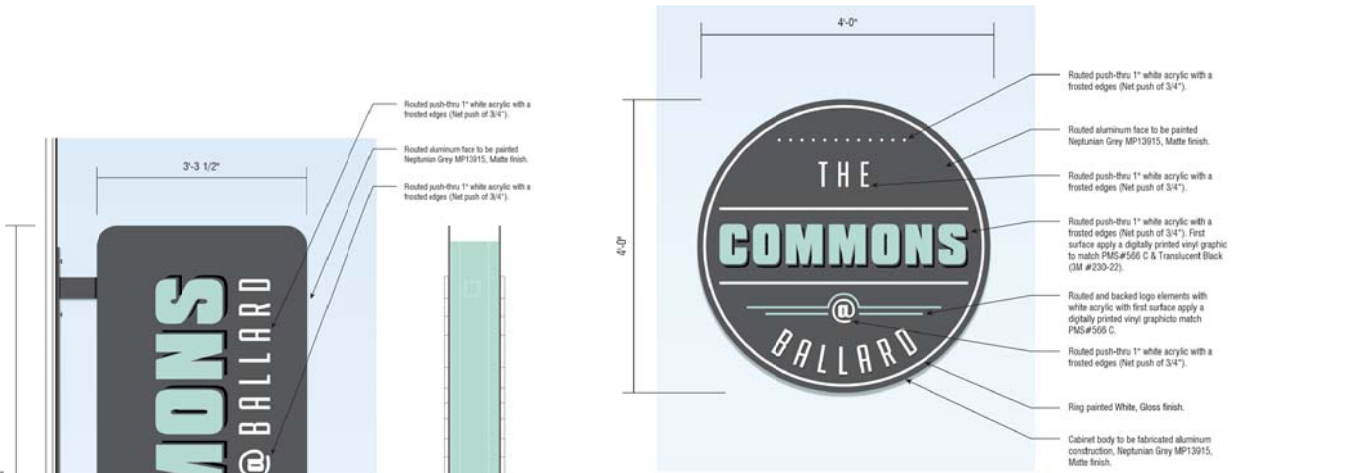 3'-3 1/2"
Routed push-thru 1" white acrylic with a
frosted edges (Net push of 3/4").
Routed aluminum face to be painted
Neptunian Grey MP13915, Matte finish.
Routed push-thru 1" white acrylic with a
frosted edges (Net push of 3/4").
MONS
@ BALLARD
4'-0"
4'-0"
THE
COMMONS
@
BALLARD
Routed push-thru 1" white acrylic with a
frosted edges (Net push of 3/4").
Routed aluminum face to be painted
Neptunian Grey MP13915, Matte finish.
Routed push-thru 1" white acrylic with a
frosted edges (Net push of 3/4").
Routed push-thru 1" white acrylic with a
frosted edges (Net push of 3/4"). First
surface apply a digitally printed vinyl graphic
to match PMS#566 C & Translucent Black
(3M #230-22).
Routed and backed logo elements with
white acrylic with first surface apply a
digitally printed vinyl graphicto match
PMS#566 C.
Routed push-thru 1" white acrylic with a
frosted edges (Net push of 3/4").
Ring painted White, Gloss finish.
Cabinet body to be fabricated aluminum
construction, Neptunian Grey MP13915,
Matte finish.